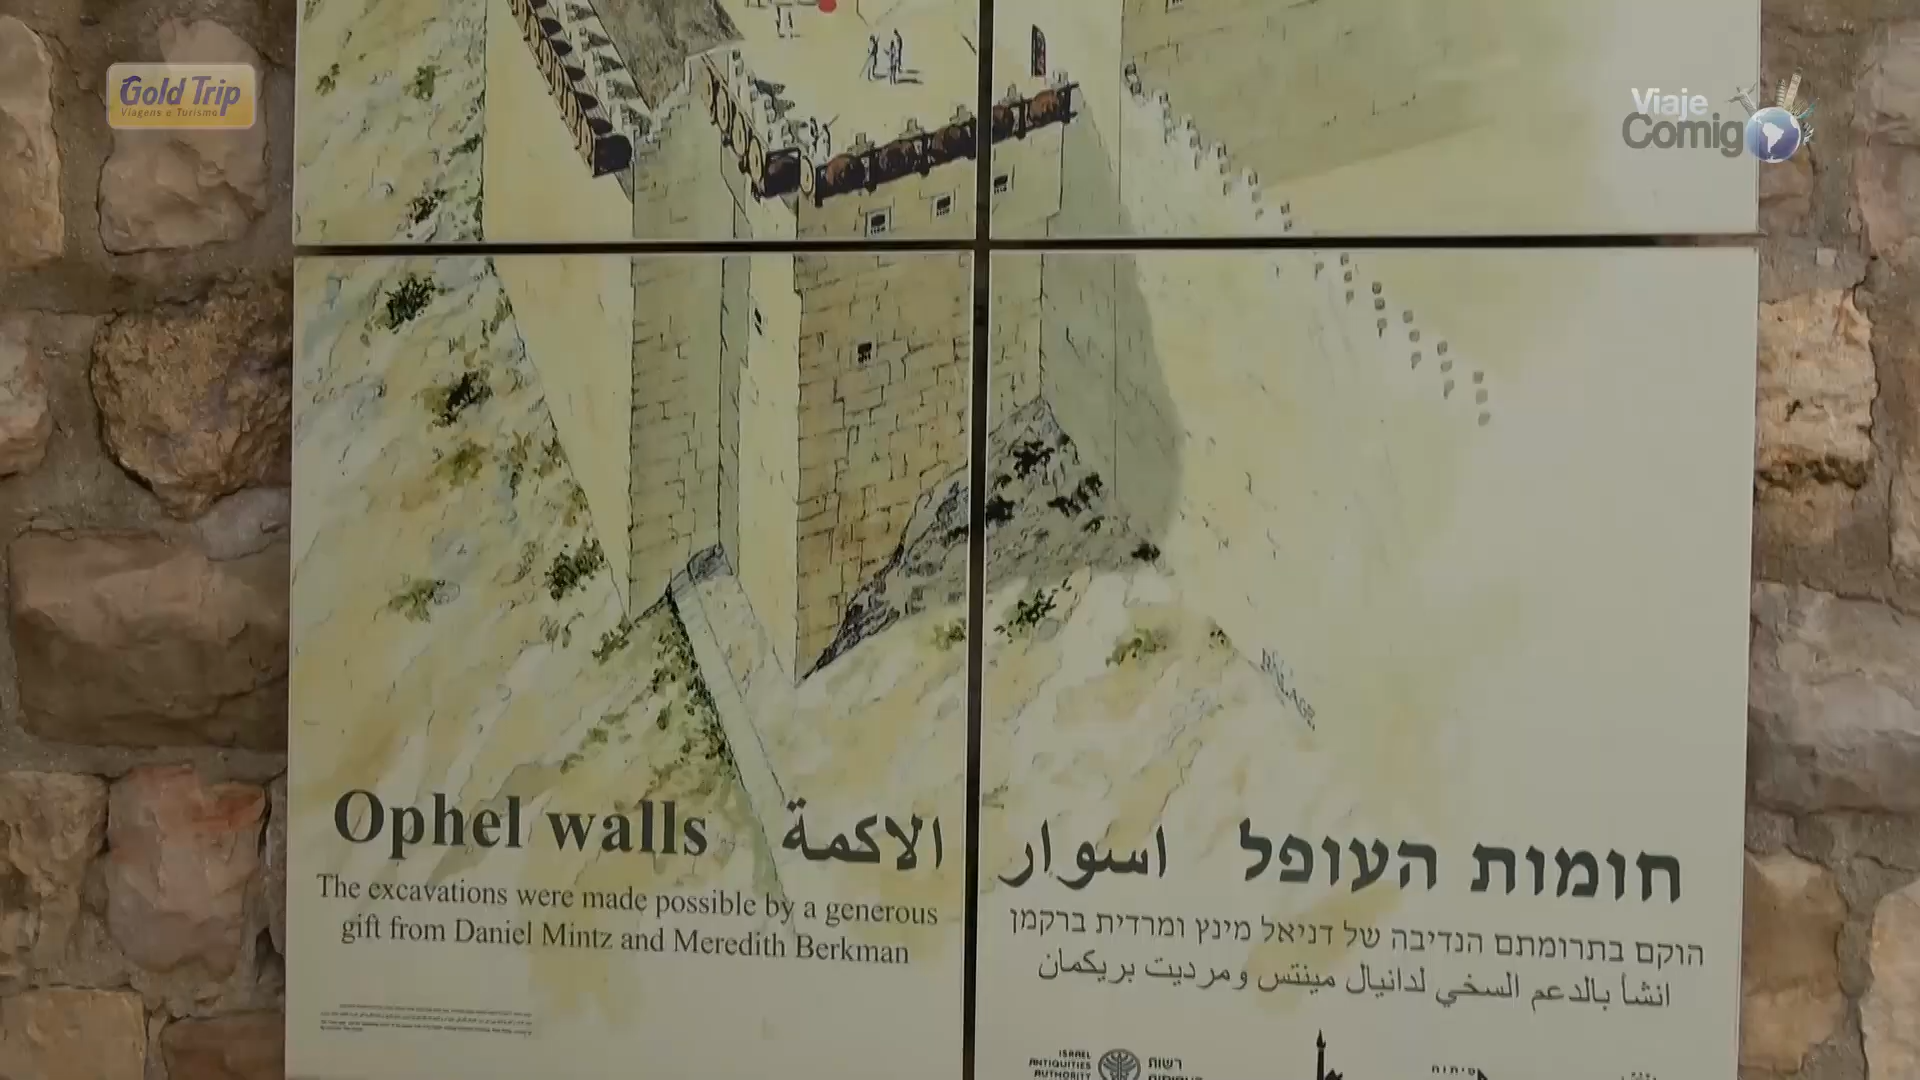 Gold Trip
Viagens e Turismo
Viaje
Comigo
BALAGE
Ophel walls
اسوار الاكمة
חומות העופל
The excavations were made possible by a generous
gift from Daniel Mintz and Meredith Berkman
הוקם בתרומתם הנדיבה של דניאל מינץ ומרדית ברקמן
انشأ بالدعم السخي لدانيال مينتس ومرديت بريكمان
ISRAEL
ANTIQUITIES
AUTHORITY
רשות